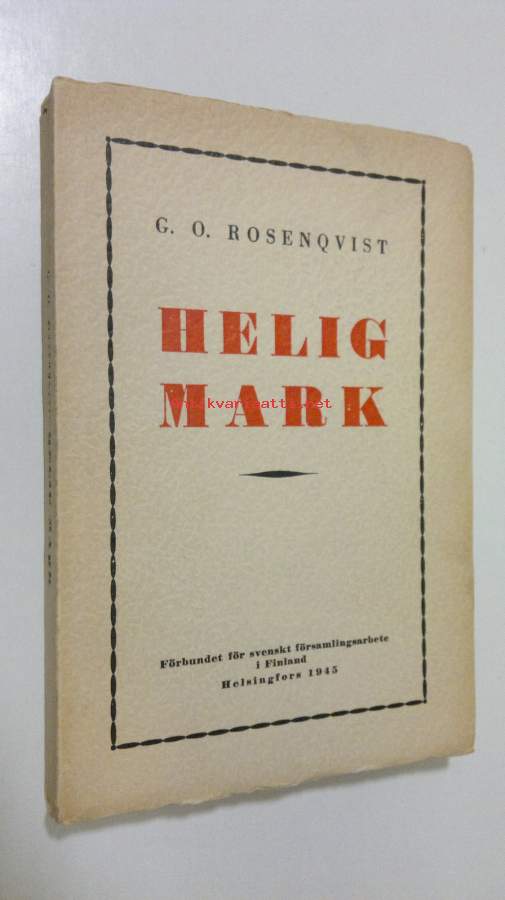 G. O. ROSENQVIST
HELIG
MARK
Förbundet för svenskt församlingsarbete
i Finland
Helsingfors 1945